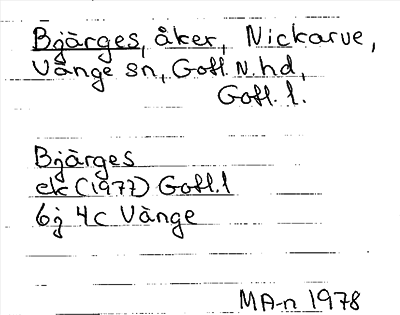 Bjärges, åker, Nickarve,
Vänge sn, Gotl. N. hd,
Gotl. l.
Bjärges
ek (1977) Gotl. l
6j 4c Vänge
MA-n 1978